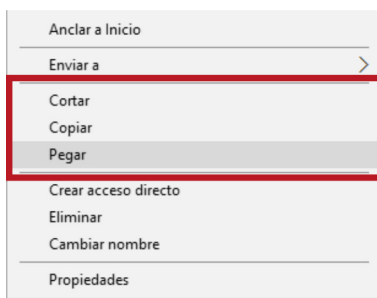 Anclar a Inicio
Enviar a
Cortar
Copiar
Pegar
Crear acceso directo
Eliminar
Cambiar nombre
Propiedades